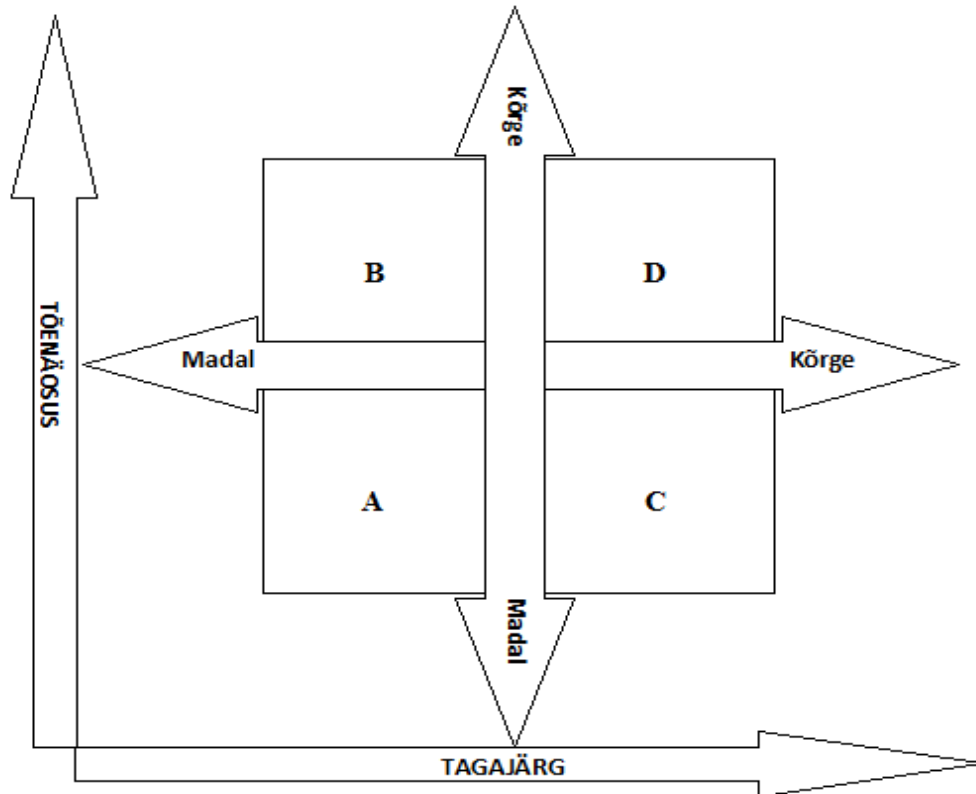 Kõrge
B
D
TÕENÄOSUS
Madal
Kõrge
A
C
Madal
TAGAJÄRG